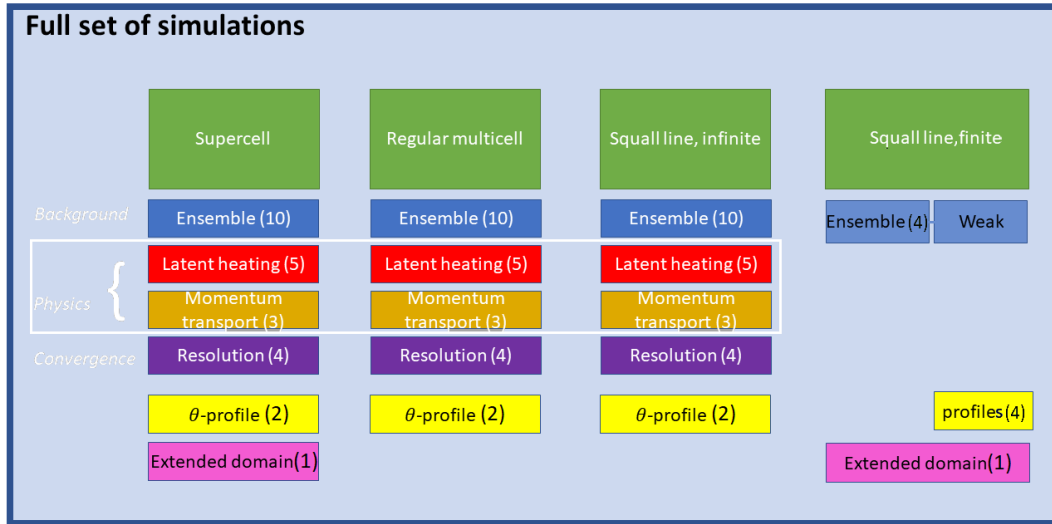 Full set of simulations
Supercell
Regular multicell
Squall line, infinite
Squall line,finite
Background
Ensemble (10)
Ensemble (10)
Ensemble (10)
Ensemble (4)
Weak
Physics
{
Latent heating (5)
Latent heating (5)
Latent heating (5)
Momentum
transport (3)
Momentum
transport (3)
Momentum
transport (3)
Convergence
Resolution (4)
Resolution (4)
Resolution (4)
θ-profile (2)
θ-profile (2)
θ-profile (2)
profiles(4)
Extended domain(1)
Extended domain(1)